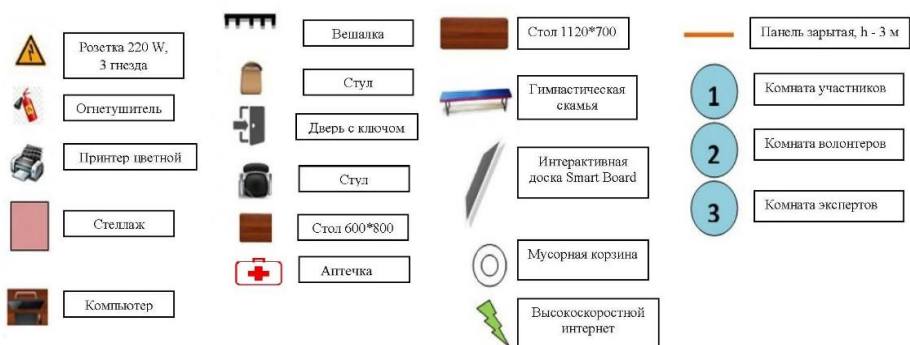 Розетка 220 W,
3 гнезда
Огнетушитель
Принтер цветной
Стеллаж
Компьютер
Вешалка
Стул
Дверь с ключом
Стул
Стол 600*800
Аптечка
Стол 1120*700
Гимнастическая
скамья
Интерактивная
доска Smart Board
Мусорная корзина
Высокоскоростной
интернет
Панель зарытая, h - 3 м
1
Комната участников
2
Комната волонтеров
3
Комната экспертов